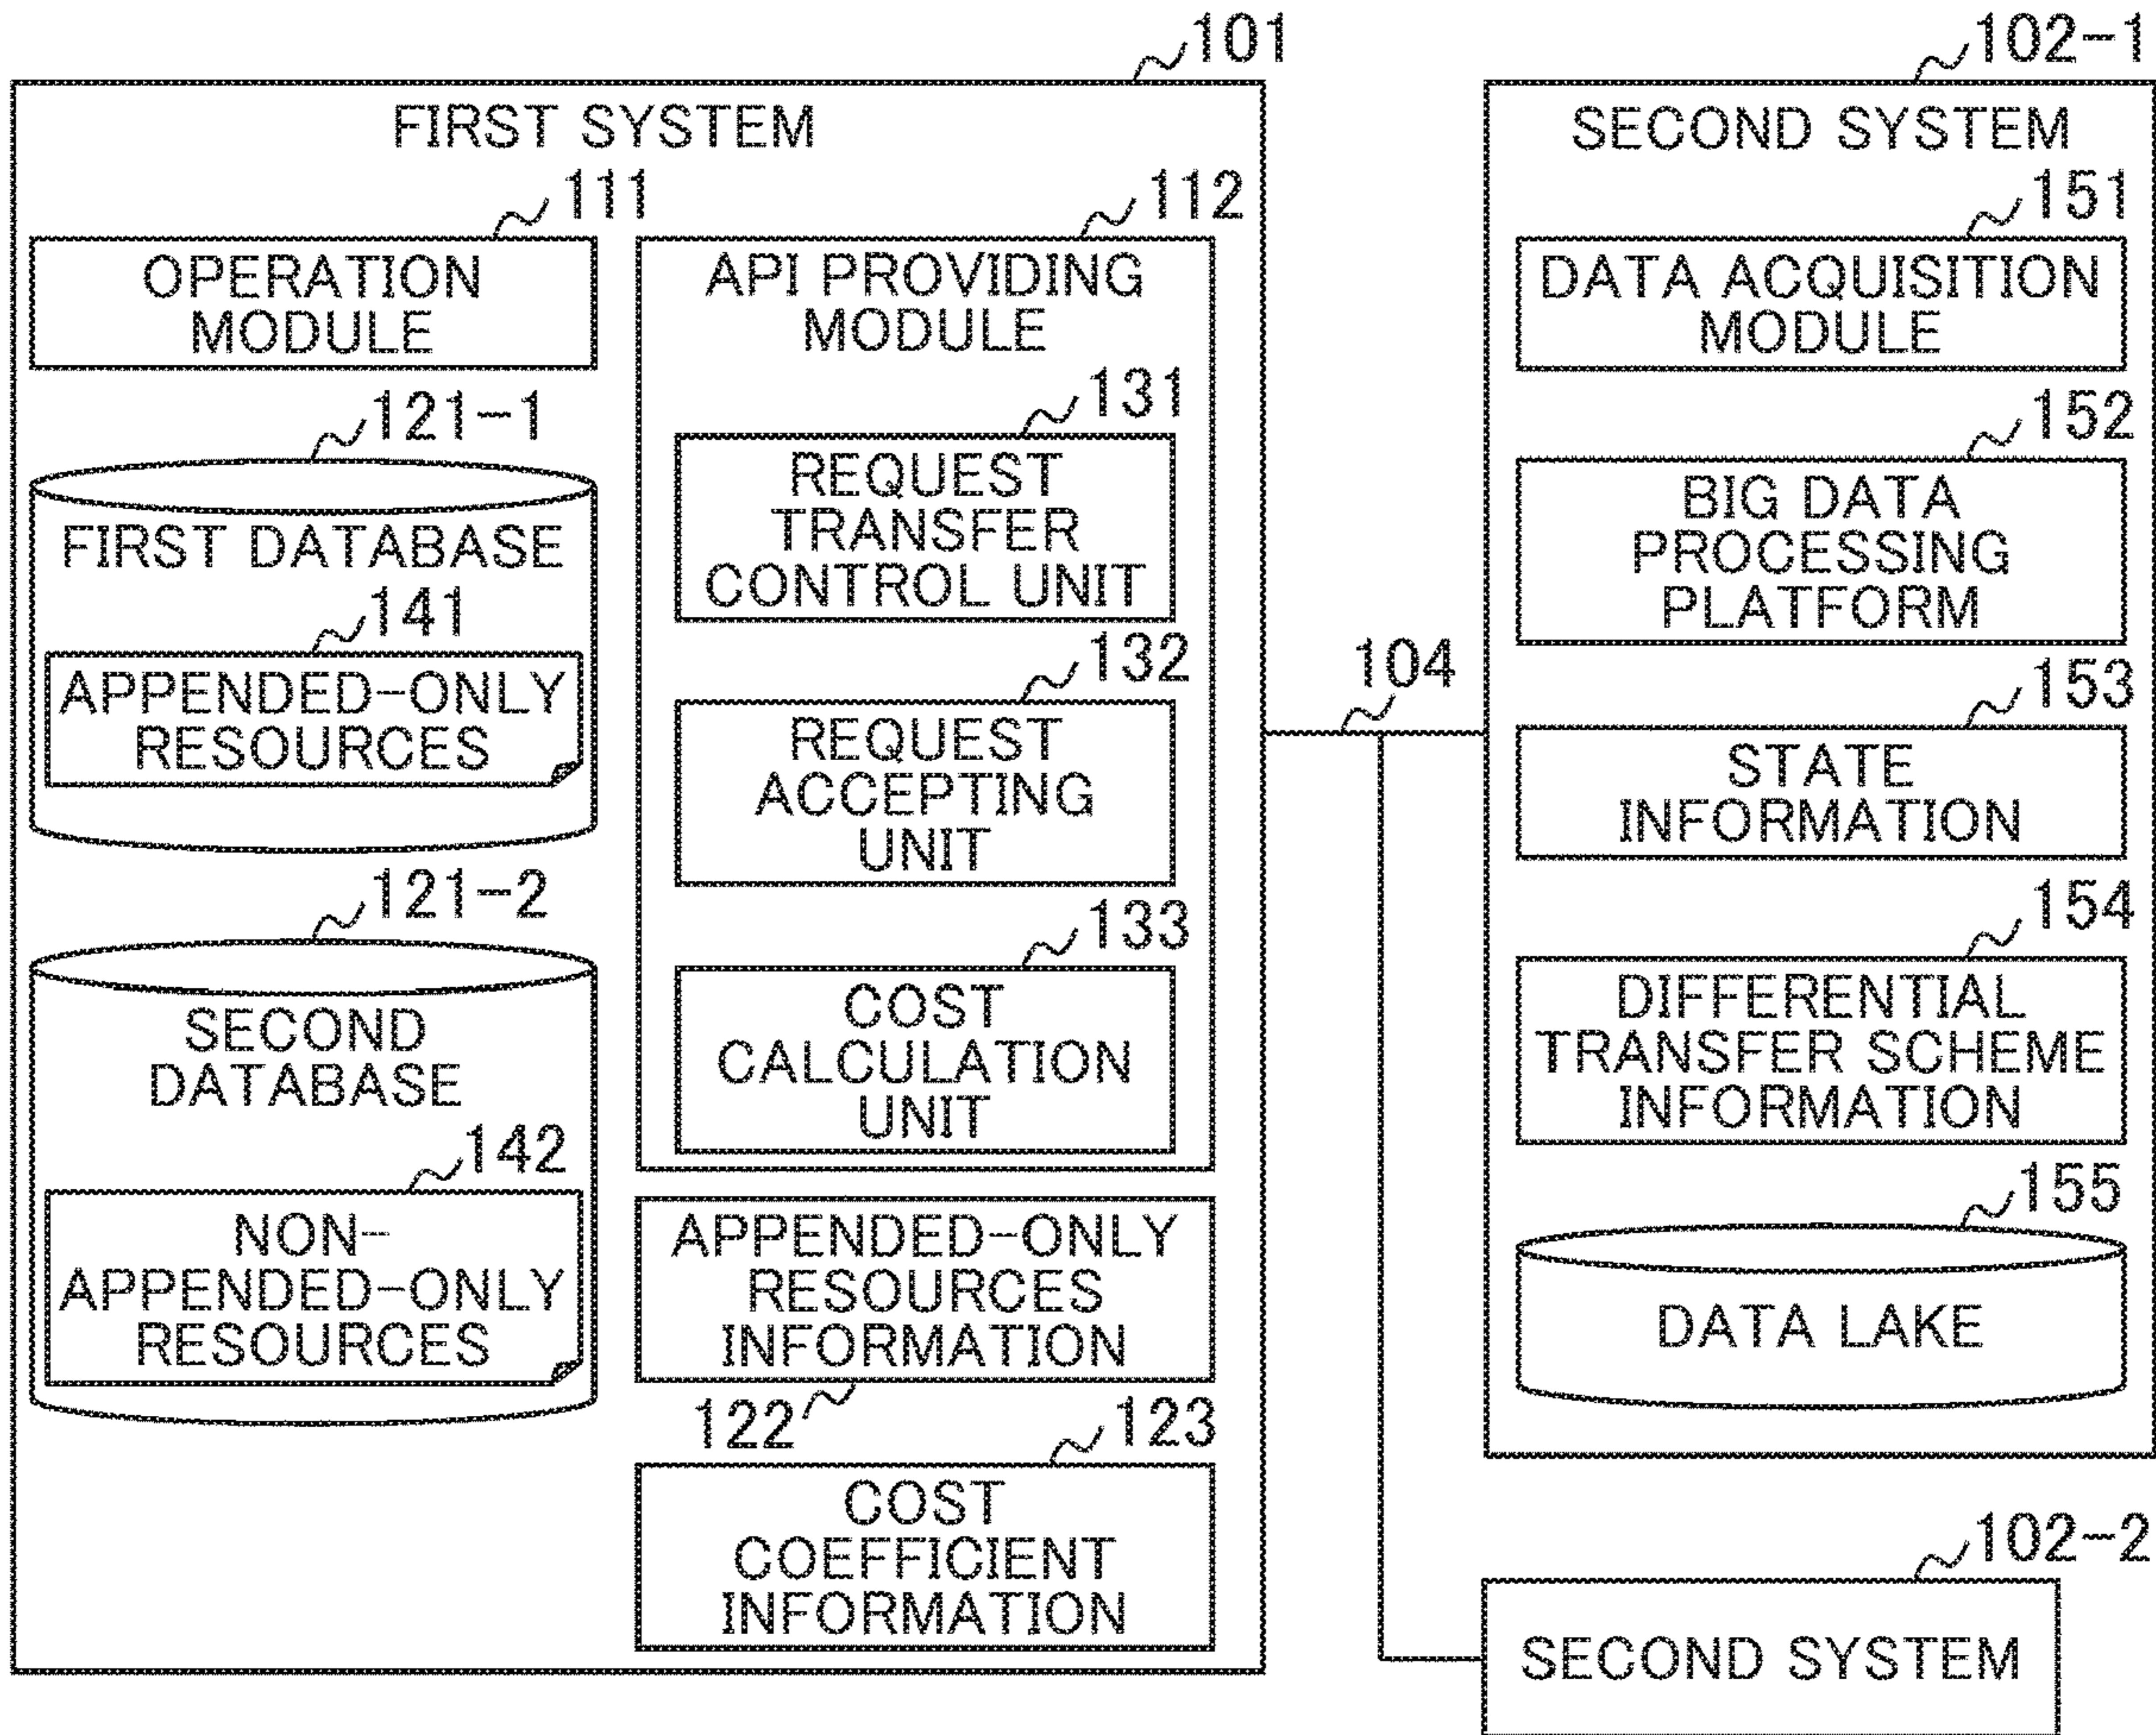 101
FIRST SYSTEM
111
OPERATION
MODULE
121-1
FIRST DATABASE
141
APPENDED-ONLY
RESOURCES
121-2
SECOND
DATABASE
142
NON-
APPENDED-ONLY
RESOURCES
112
API PROVIDING
MODULE
131
REQUEST
TRANSFER
CONTROL UNIT
132
REQUEST
ACCEPTING
UNIT
133
COST
CALCULATION
UNIT
APPENDED-ONLY
RESOURCES
INFORMATION
122
123
COST
COEFFICIENT
INFORMATION
104
102-1
SECOND SYSTEM
151
DATA ACQUISITION
MODULE
152
BIG DATA
PROCESSING
PLATFORM
153
STATE
INFORMATION
154
DIFFERENTIAL
TRANSFER SCHEME
INFORMATION
155
DATA LAKE
102-2
SECOND SYSTEM